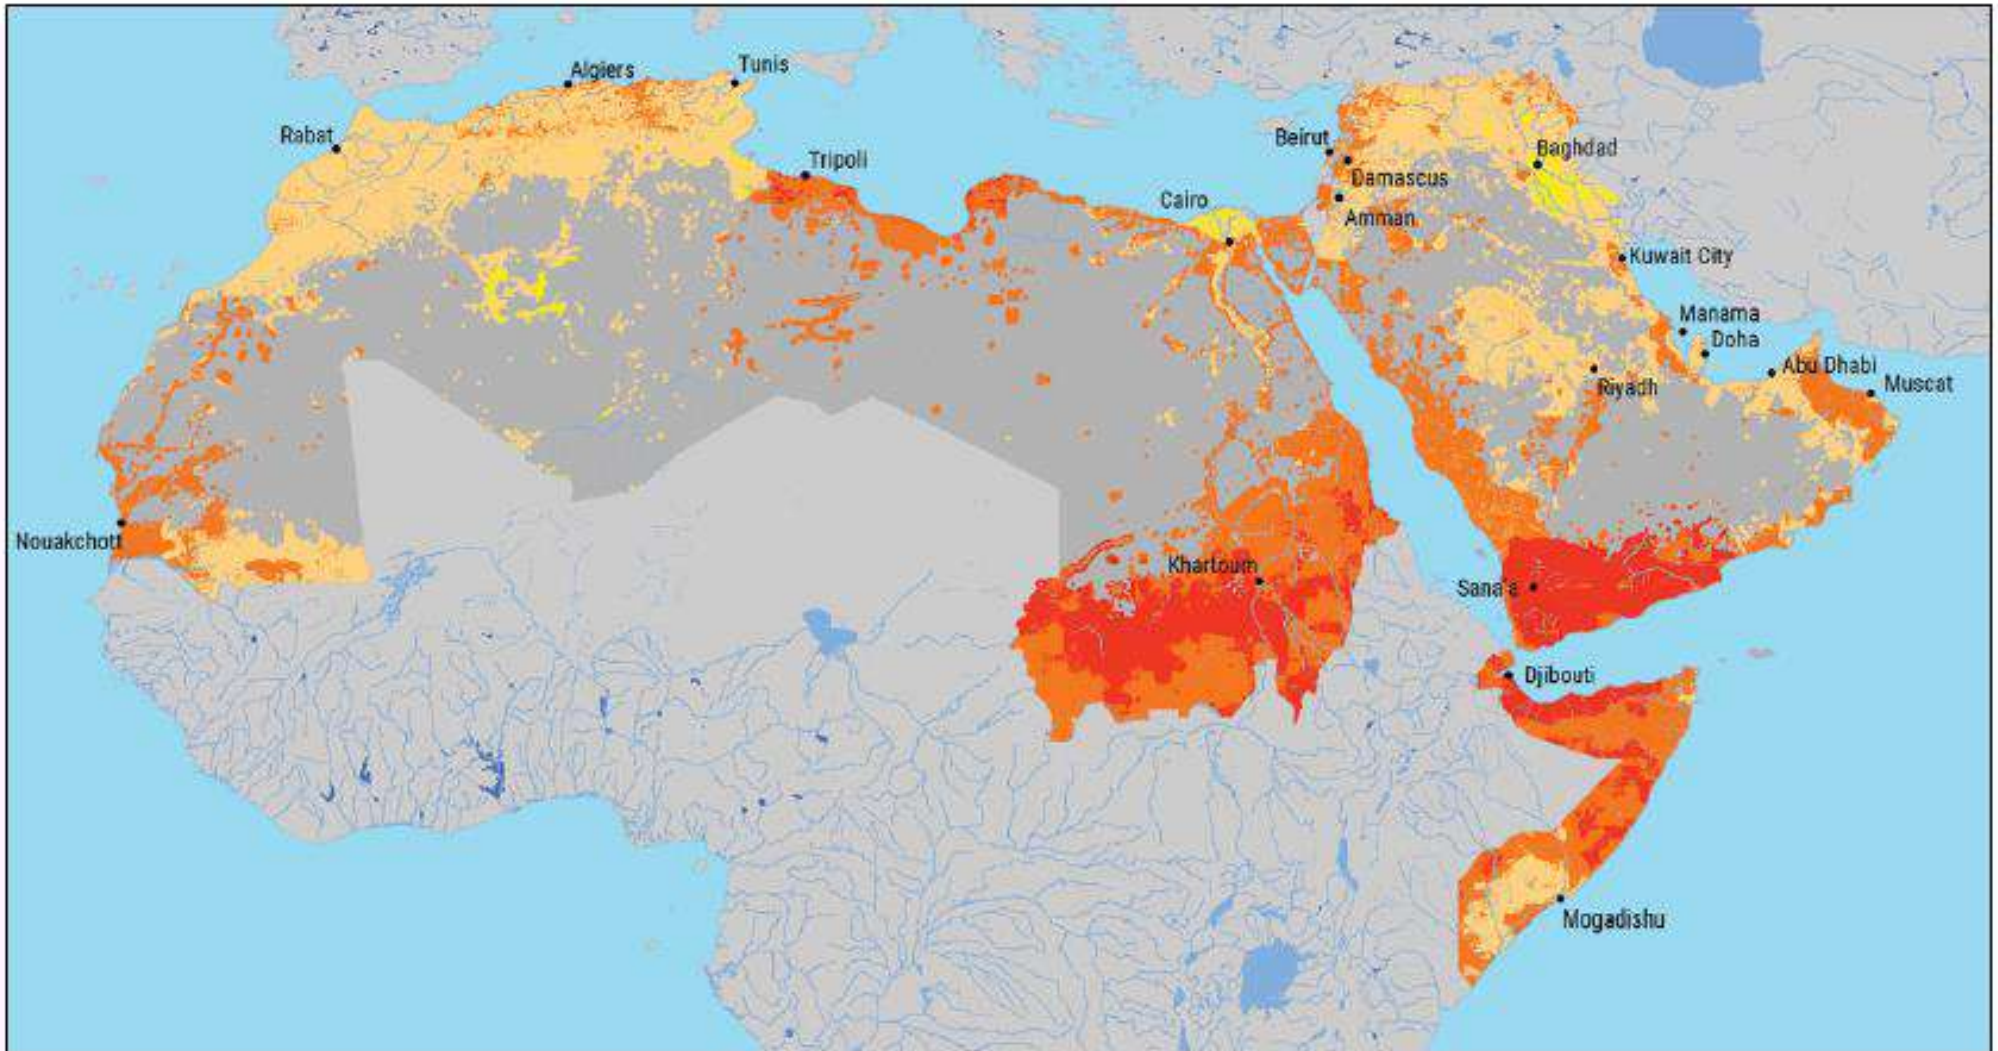 Algiers
Tunis
Rabat
Tripoli
Beirut
Baghdad
Damascus
Cairo
Amman
Kuwait City
Manama
Doha
Abu Dhabi
Riyadh
Muscat
Nouakchott
Khartoum
Sana'a
Djibouti
Mogadishu